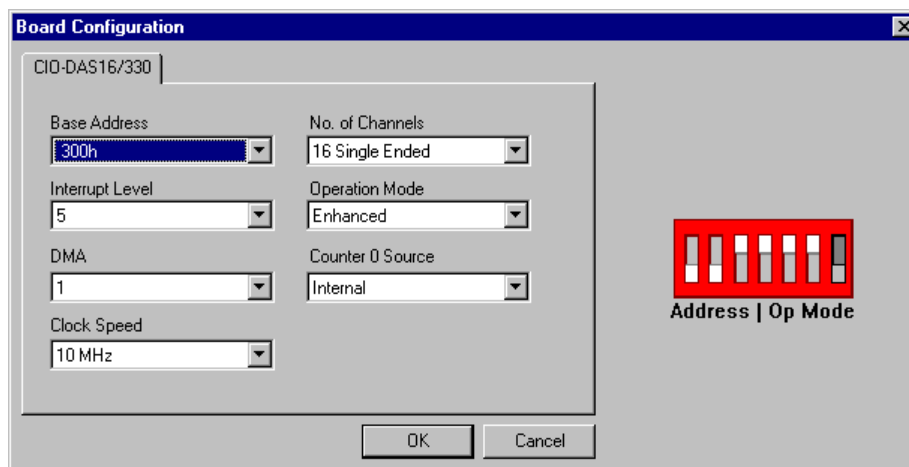 Board Configuration
CIO-DAS16/330
Base Address
300h
No. of Channels
16 Single Ended
Interrupt Level
5
Operation Mode
Enhanced
DMA
1
Counter 0 Source
Internal
Clock Speed
10 MHz
Address | Op Mode
OK
Cancel